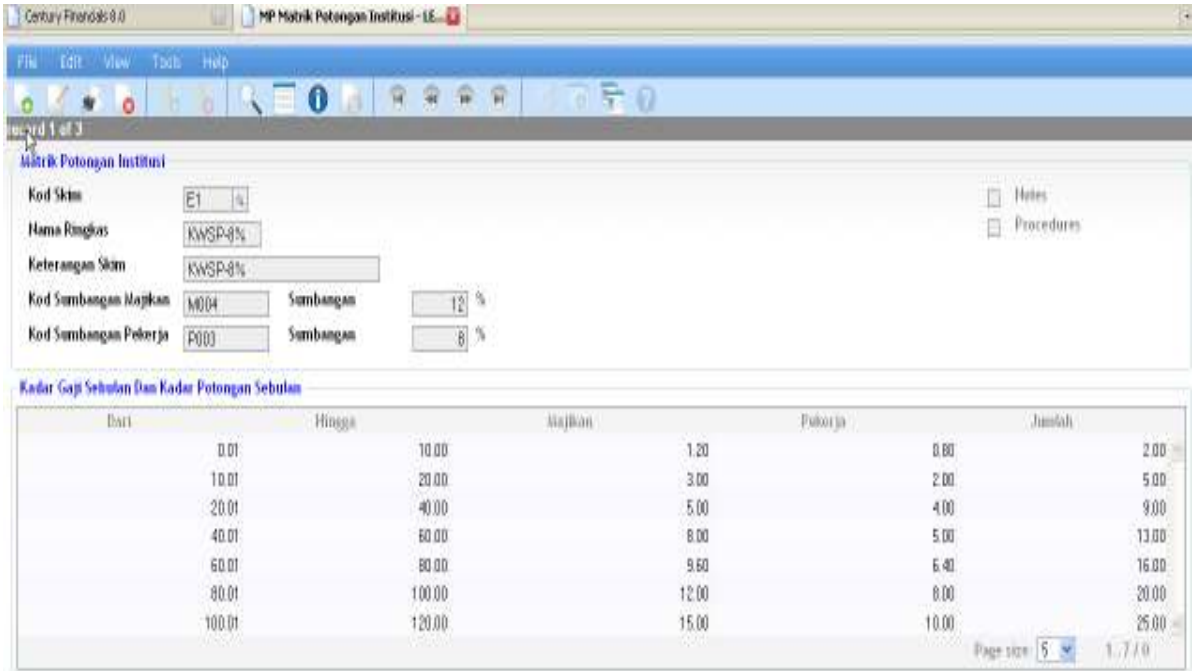 Century Financials 8.0 MP Matrik Potongan Institusi - LE...
File Edit View Tools Help
record 1 of 3
Matrik Potongan Institusi
Kod Skim E1 Notes
Nama Ringkas KWSP-8% Procedures
Keterangan Skim KWSP-8%
Kod Sumbangan Majikan M004 Sumbangan 12 %
Kod Sumbangan Pekerja P003 Sumbangan 8 %
Kadar Gaji Sebulan Dan Kadar Potongan Sebulan
Dari Hingga Majikan Pekerja Jumlah
0.01 10.00 1.20 0.80 2.00
10.01 20.00 3.00 2.00 5.00
20.01 40.00 5.00 4.00 9.00
40.01 60.00 8.00 5.00 13.00
60.01 80.00 9.60 6.40 16.00
80.01 100.00 12.00 8.00 20.00
100.01 120.00 15.00 10.00 25.00
Page size 5 1..7 / 0